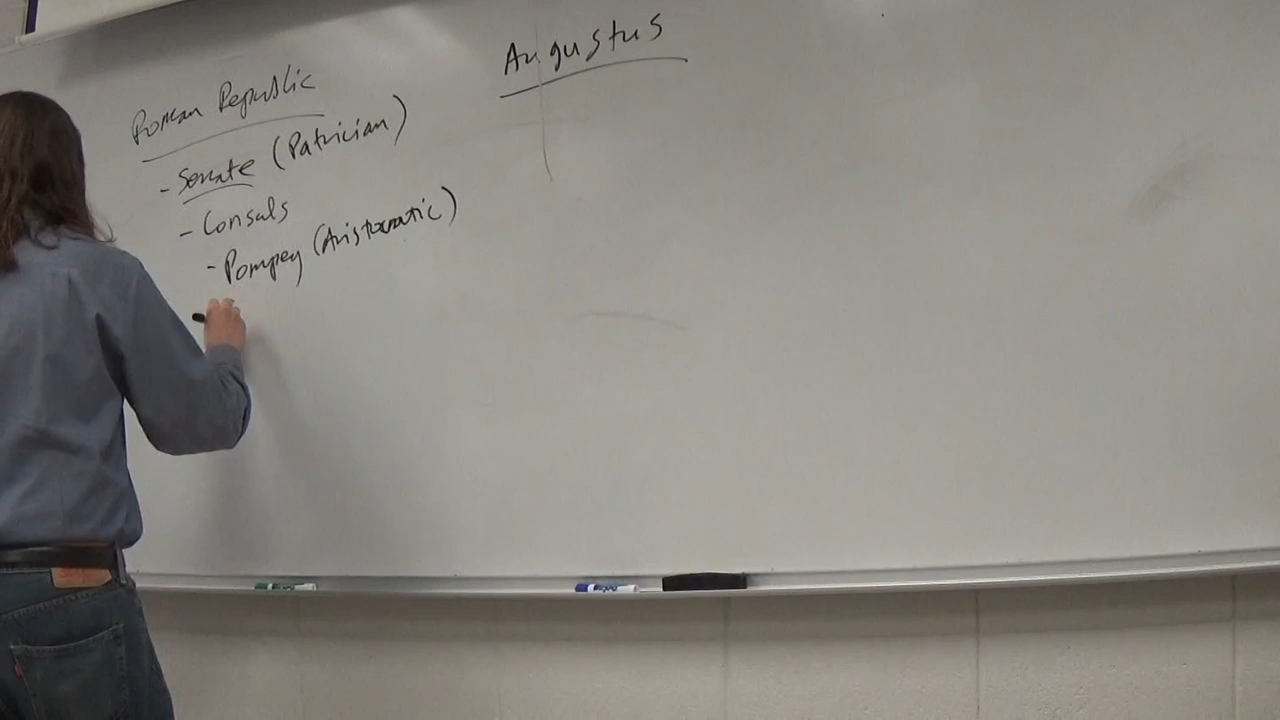 Roman Republic
- Senate (Patrician)
- Consuls
- Pompey (Aristocratic)
Augustus